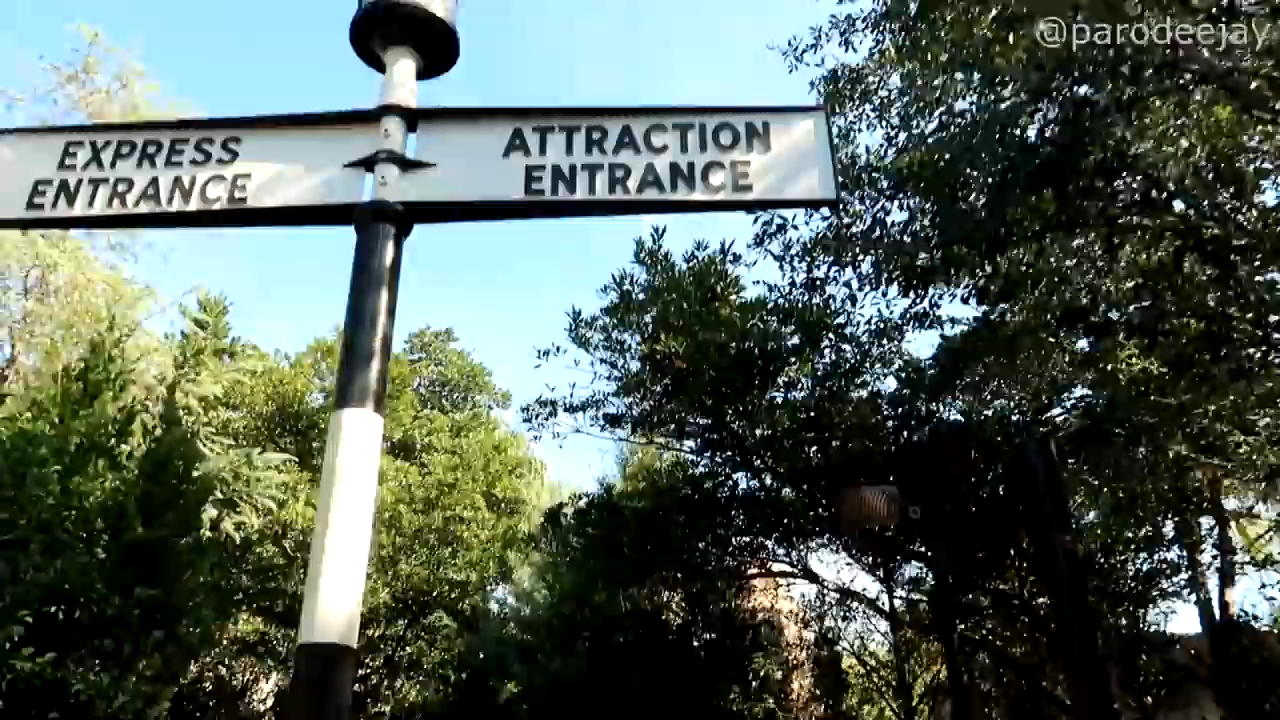 @parodeejay
EXPRESS
ENTRANCE
ATTRACTION
ENTRANCE